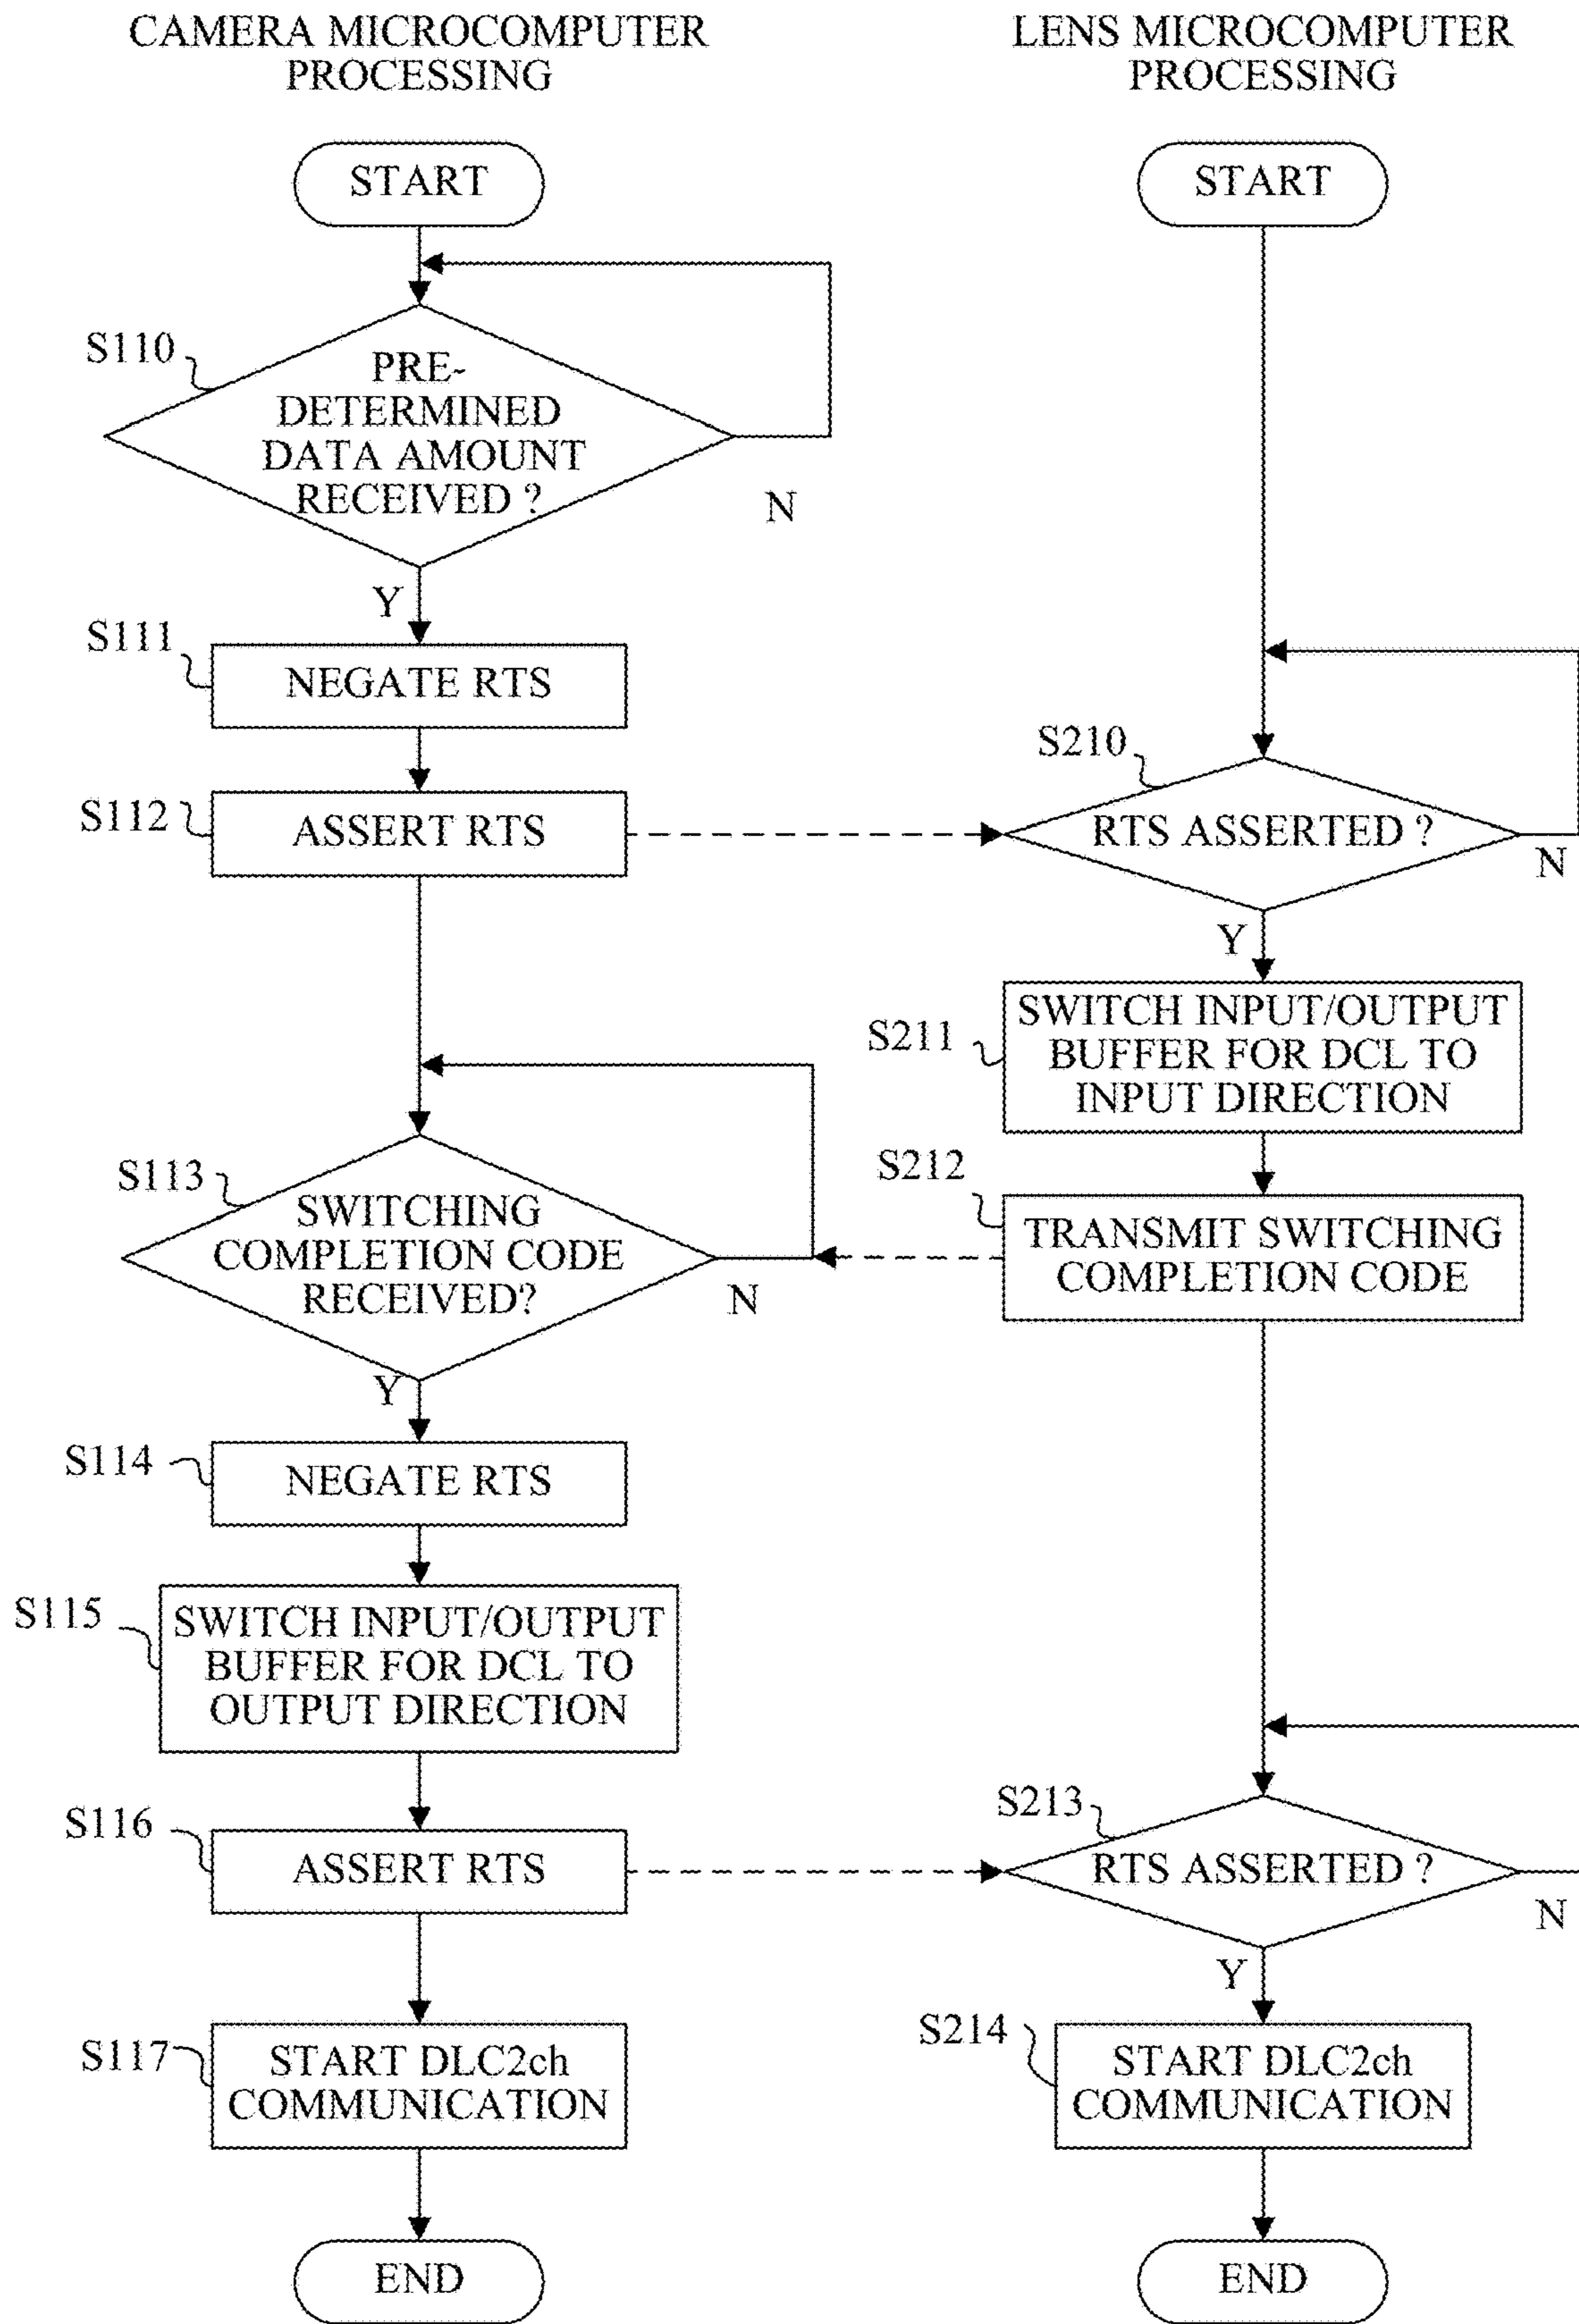 CAMERA MICROCOMPUTER
PROCESSING
START
S110
PRE-
DETERMINED
DATA AMOUNT
RECEIVED ?
N
Y
S111
NEGATE RTS
S112
ASSERT RTS
S113
SWITCHING
COMPLETION CODE
RECEIVED?
N
Y
S114
NEGATE RTS
S115
SWITCH INPUT/OUTPUT
BUFFER FOR DCL TO
OUTPUT DIRECTION
S116
ASSERT RTS
S117
START DLC2ch
COMMUNICATION
END
LENS MICROCOMPUTER
PROCESSING
START
S210
RTS ASSERTED ?
N
Y
S211
SWITCH INPUT/OUTPUT
BUFFER FOR DCL TO
INPUT DIRECTION
S212
TRANSMIT SWITCHING
COMPLETION CODE
S213
RTS ASSERTED ?
N
Y
S214
START DLC2ch
COMMUNICATION
END